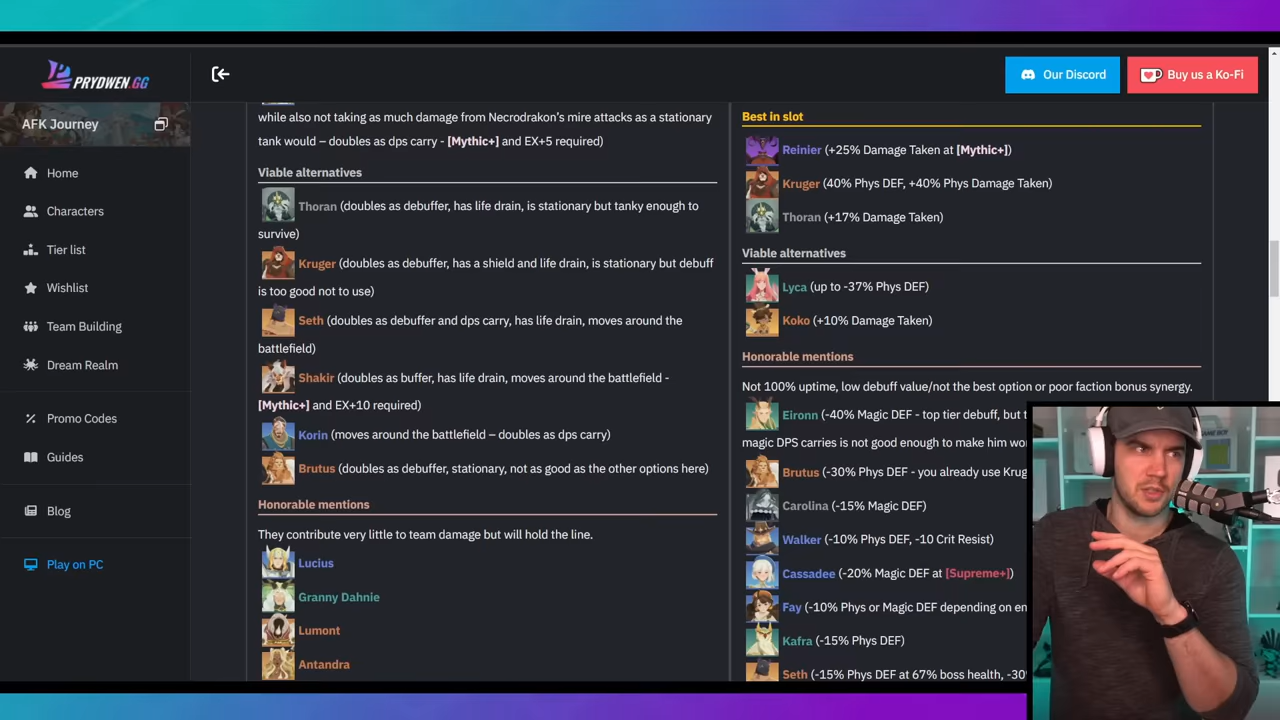 PRYDWEN.GG
Our Discord
Buy us a Ko-Fi
AFK Journey
Home
Characters
Tier list
Wishlist
Team Building
Dream Realm
Promo Codes
Guides
Blog
Play on PC
while also not taking as much damage from Necrodrakon's mire attacks as a stationary
tank would – doubles as dps carry - [Mythic+] and EX+5 required)
Viable alternatives
Thoran (doubles as debuffer, has life drain, is stationary but tanky enough to
survive)
Kruger (doubles as debuffer, has a shield and life drain, is stationary but debuff
is too good not to use)
Seth (doubles as debuffer and dps carry, has life drain, moves around the
battlefield)
Shakir (doubles as buffer, has life drain, moves around the battlefield -
[Mythic+] and EX+10 required)
Korin (moves around the battlefield – doubles as dps carry)
Brutus (doubles as debuffer, stationary, not as good as the other options here)
Honorable mentions
They contribute very little to team damage but will hold the line.
Lucius
Granny Dahnie
Lumont
Antandra
Best in slot
Reinier (+25% Damage Taken at [Mythic+])
Kruger (40% Phys DEF, +40% Phys Damage Taken)
Thoran (+17% Damage Taken)
Viable alternatives
Lyca (up to -37% Phys DEF)
Koko (+10% Damage Taken)
Honorable mentions
Not 100% uptime, low debuff value/not the best option or poor faction bonus synergy.
Eironn (-40% Magic DEF - top tier debuff, but
magic DPS carries is not good enough to make him
Brutus (-30% Phys DEF - you already use
Carolina (-15% Magic DEF)
Walker (-10% Phys DEF, -10 Crit Resist)
Cassadee (-20% Magic DEF at [Supreme+])
Fay (-10% Phys or Magic DEF depending on
Kafra (-15% Phys DEF)
Seth (-15% Phys DEF at 67% boss health,